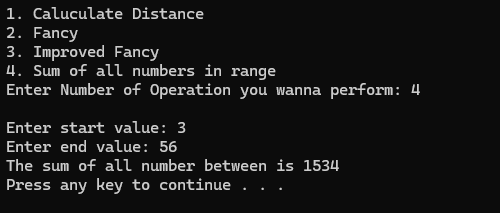 1. Caluculate Distance
2. Fancy
3. Improved Fancy
4. Sum of all numbers in range
Enter Number of Operation you wanna perform: 4

Enter start value: 3
Enter end value: 56
The sum of all number between is 1534
Press any key to continue . . .